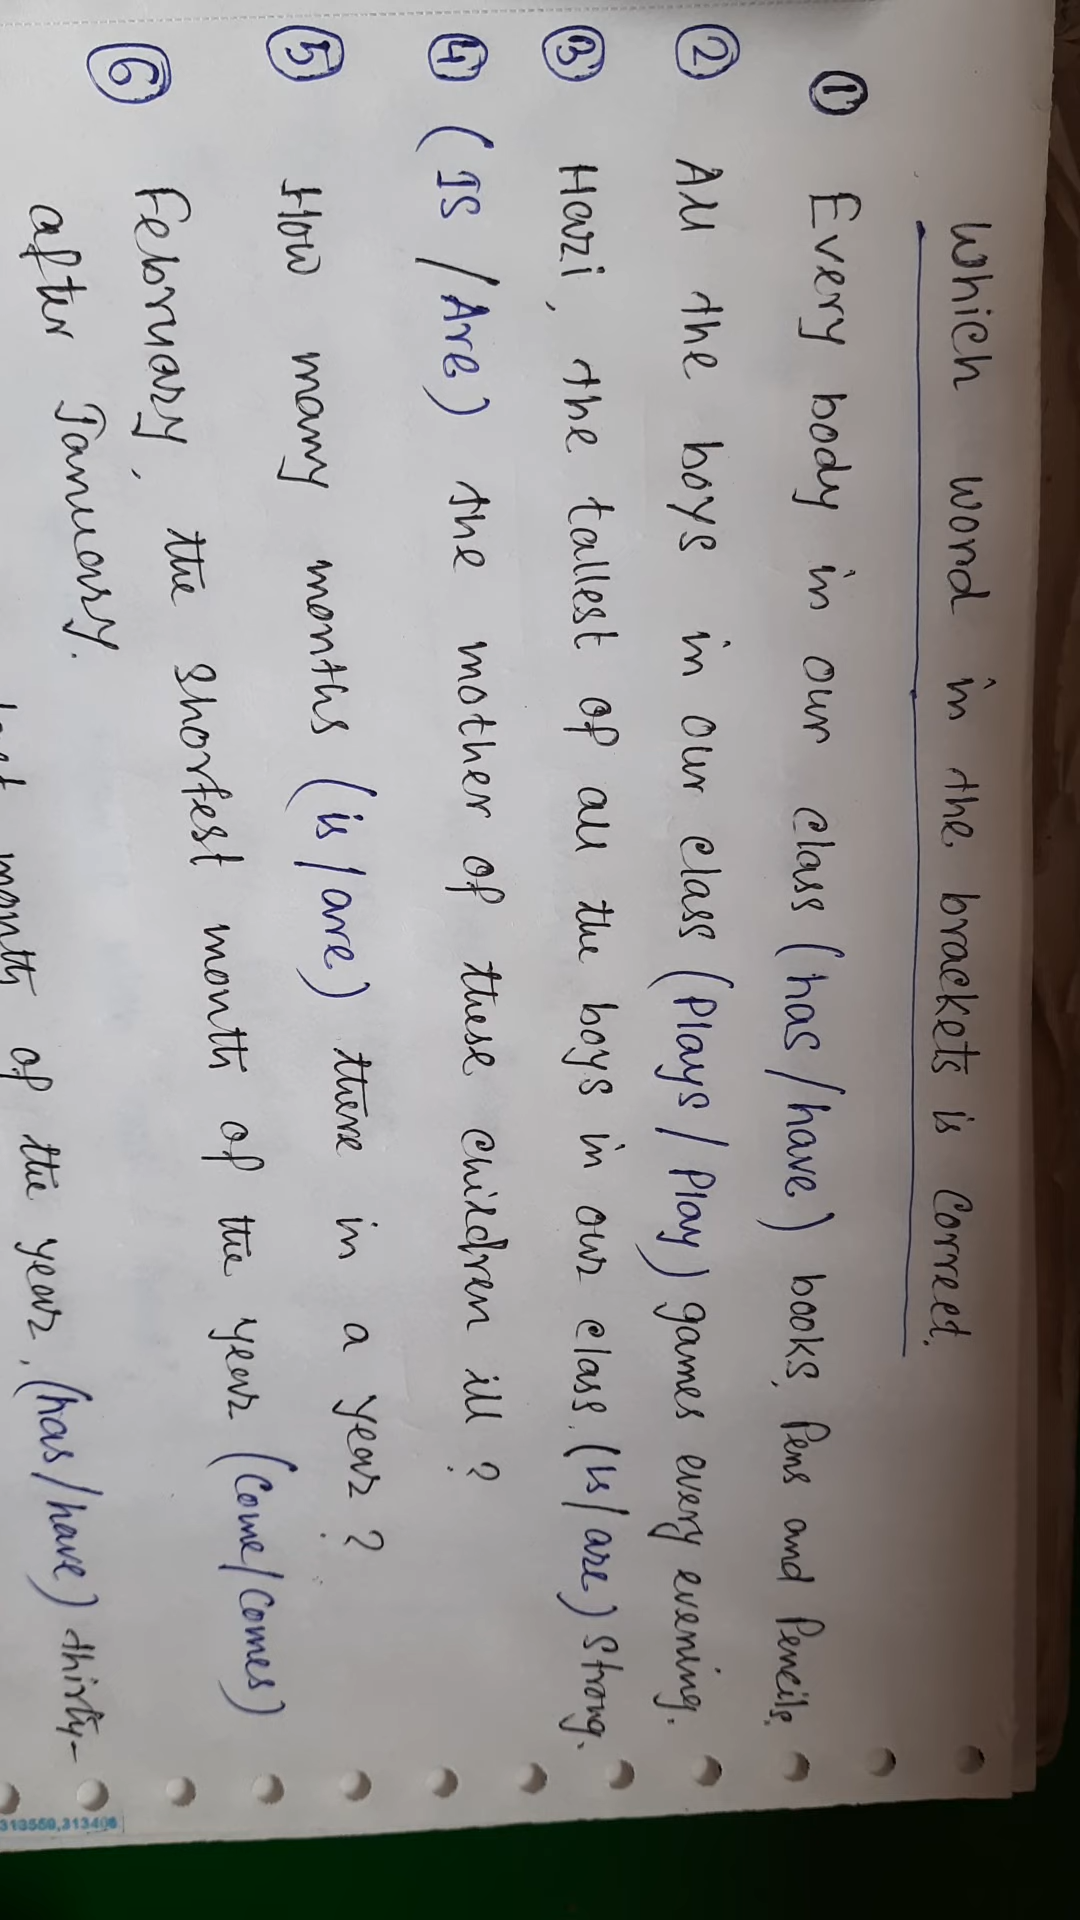 Which word in the brackets is correct.
① Every body in our class (has/have) books, Pens and Pencils.
② All the boys in our class (Plays/Play) games every evening.
③ Hari, the tallest of all the boys in our class, (is/are) strong.
④ (Is/Are) the mother of these children ill?
⑤ How many months (is/are) there in a year?
⑥ February, the shortest month of the year (Come/Comes)
after January.
last month of the year, (has/have) thirty-
313550,313406